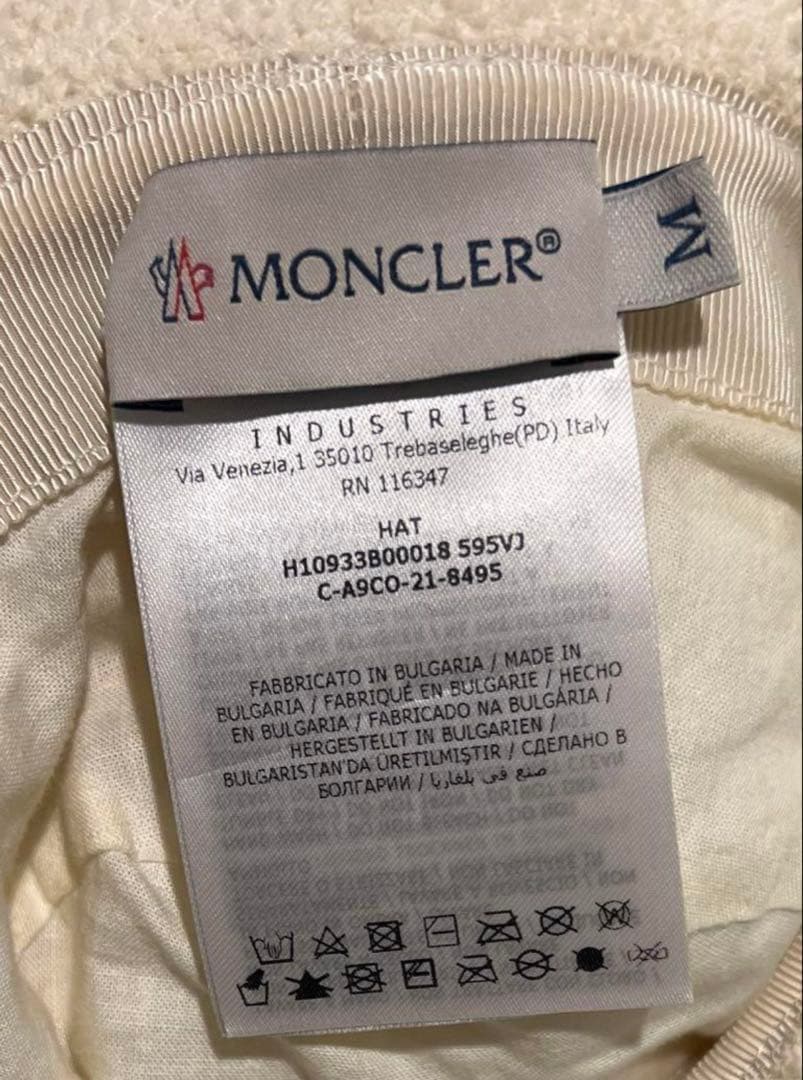 MONCLER®
M
INDUSTRIES
Via Venezia,1 35010 Trebaseleghe(PD) Italy
RN 116347
HAT
H10933B00018 595VJ
C-A9CO-21-8495
FABBRICATO IN BULGARIA / MADE IN
BULGARIA / FABRIQUÉ EN BULGARIE / HECHO
EN BULGARIA / FABRICADO NA BULGÁRIA /
HERGESTELLT IN BULGARIEN /
BULGARISTAN'DA ÜRETILMIŞTIR / СДЕЛАНО В
БОЛГАРИИ / صنع في بلغاريا